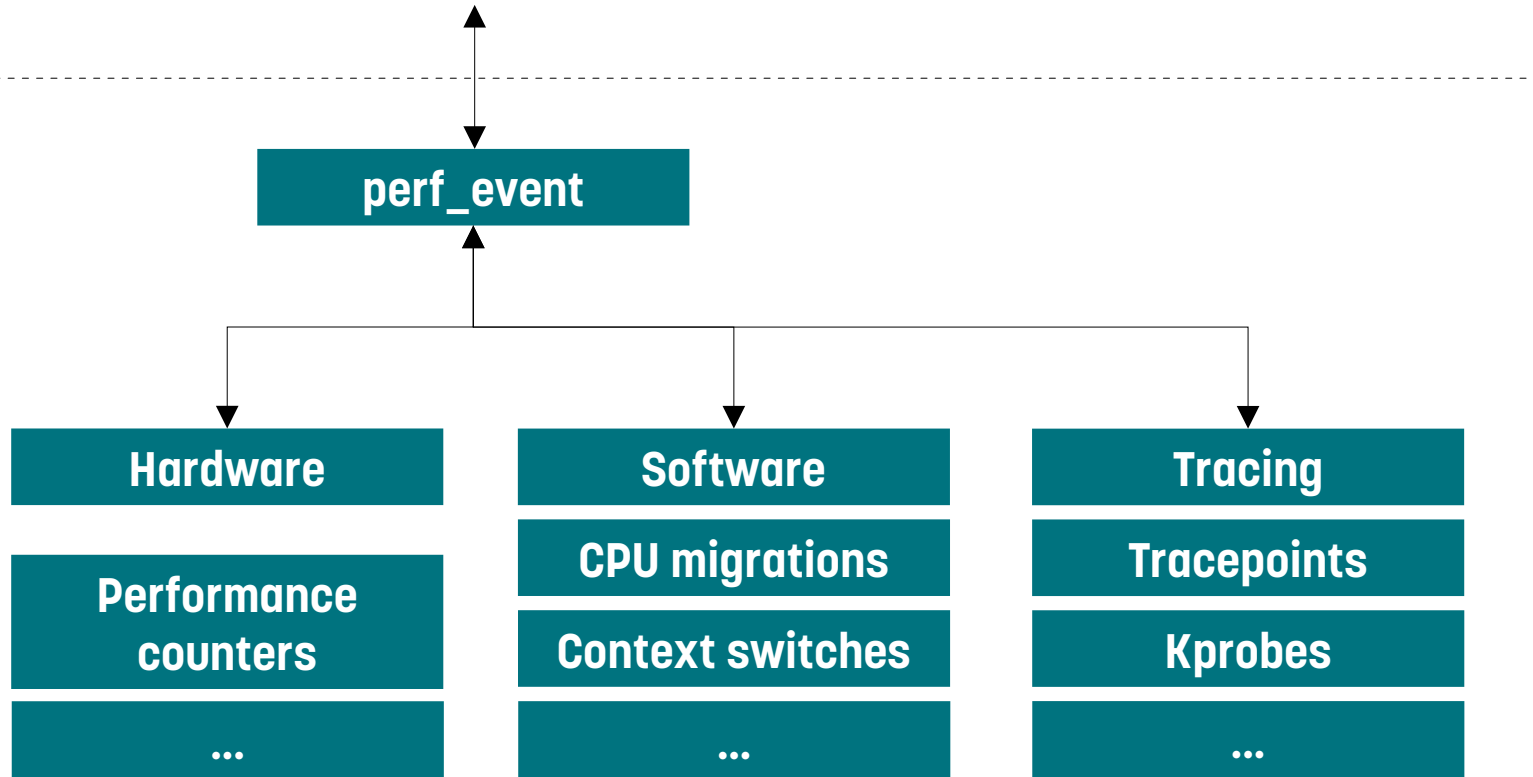 perf_event
Hardware
Software
Tracing
Performance
counters
...
CPU migrations
Context switches
...
Tracepoints
Kprobes
...